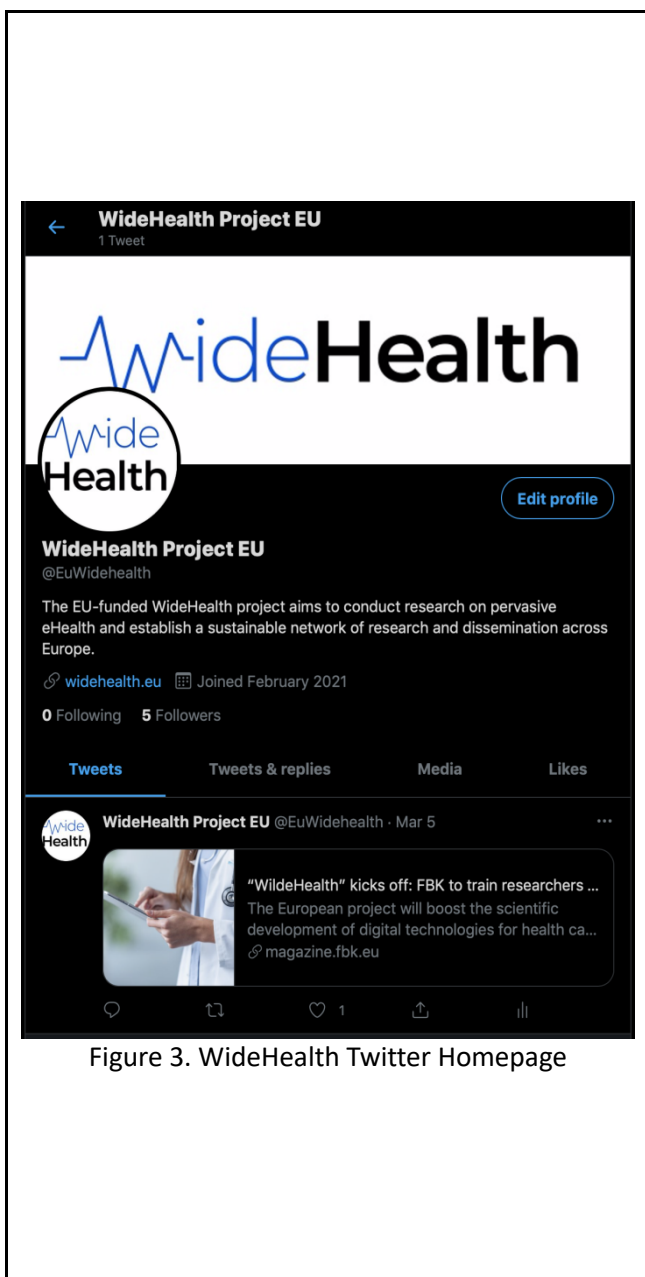 WideHealth Project EU
1 Tweet
WideHealth
Wide
Health
Edit profile
WideHealth Project EU
@EuWidehealth
The EU-funded WideHealth project aims to conduct research on pervasive
eHealth and establish a sustainable network of research and dissemination across
Europe.
widehealth.eu Joined February 2021
0 Following 5 Followers
Tweets Tweets & replies Media Likes
Wide
Health
WideHealth Project EU @EuWidehealth · Mar 5
“WildeHealth” kicks off: FBK to train researchers ...
The European project will boost the scientific
development of digital technologies for health ca...
magazine.fbk.eu
1
Figure 3. WideHealth Twitter Homepage